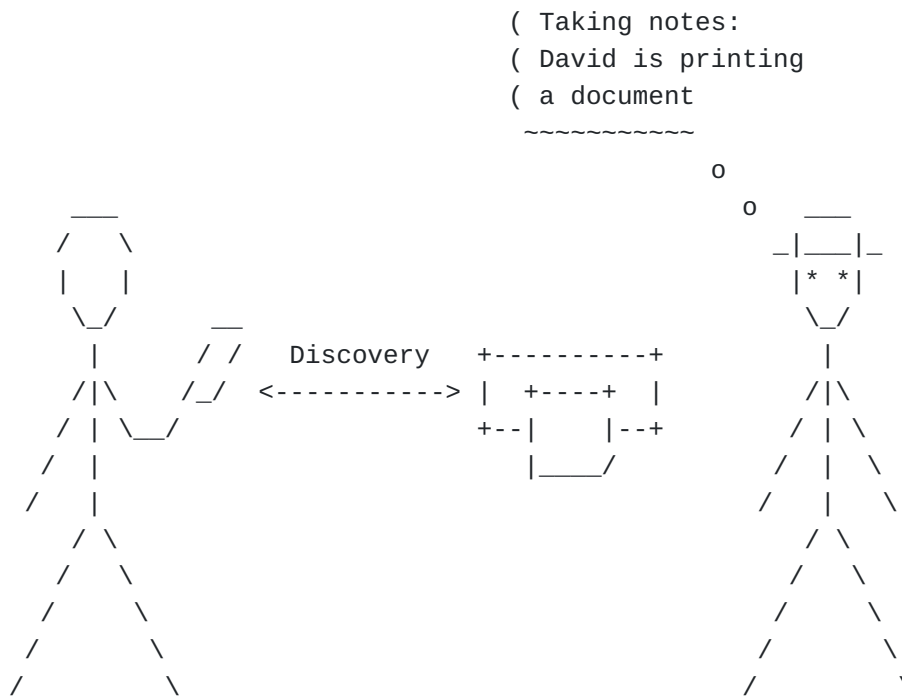 ( Taking notes:
( David is printing
( a document
Discovery